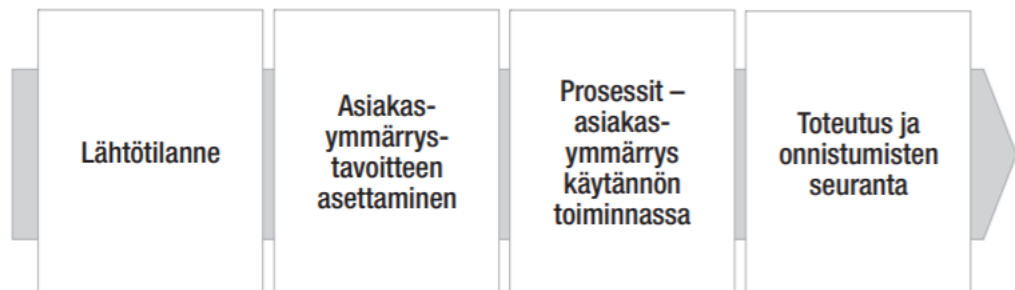 Lähtötilanne
Asiakas-
ymmärrys-
tavoitteen
asettaminen
Prosessit –
asiakas-
ymmärrys
käytännön
toiminnassa
Toteutus ja
onnistumisten
seuranta